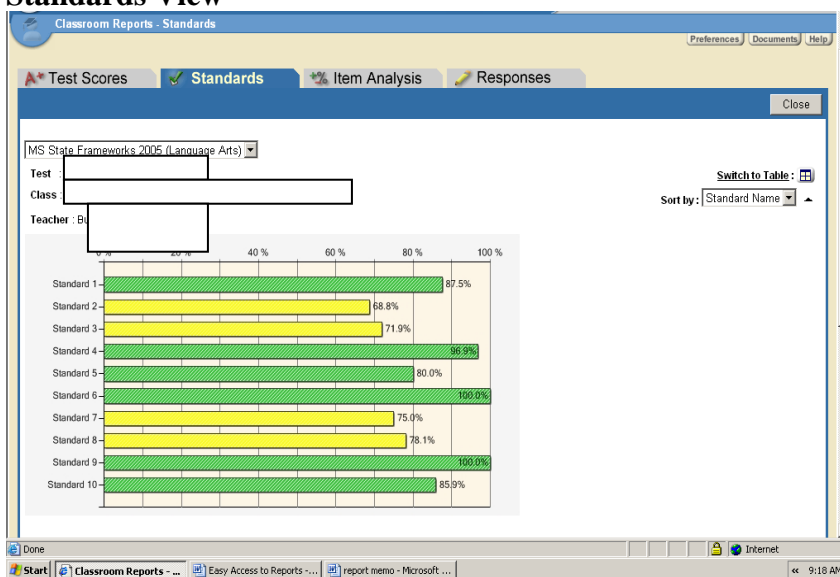 Standards View
Classroom Reports - Standards
Preferences Documents Help
A+ Test Scores Standards +% Item Analysis Responses
Close
MS State Frameworks 2005 (Language Arts)
Test :
Switch to Table :
Class :
Sort by : Standard Name
Teacher :
40 % 60 % 80 % 100 %
Standard 1 87.5%
Standard 2 68.8%
Standard 3 71.9%
Standard 4 96.9%
Standard 5 80.0%
Standard 6 100.0%
Standard 7 75.0%
Standard 8 78.1%
Standard 9 100.0%
Standard 10 85.9%
Done Internet
Start Classroom Reports - ... Easy Access to Reports -... report memo - Microsoft ... « 9:18 AM